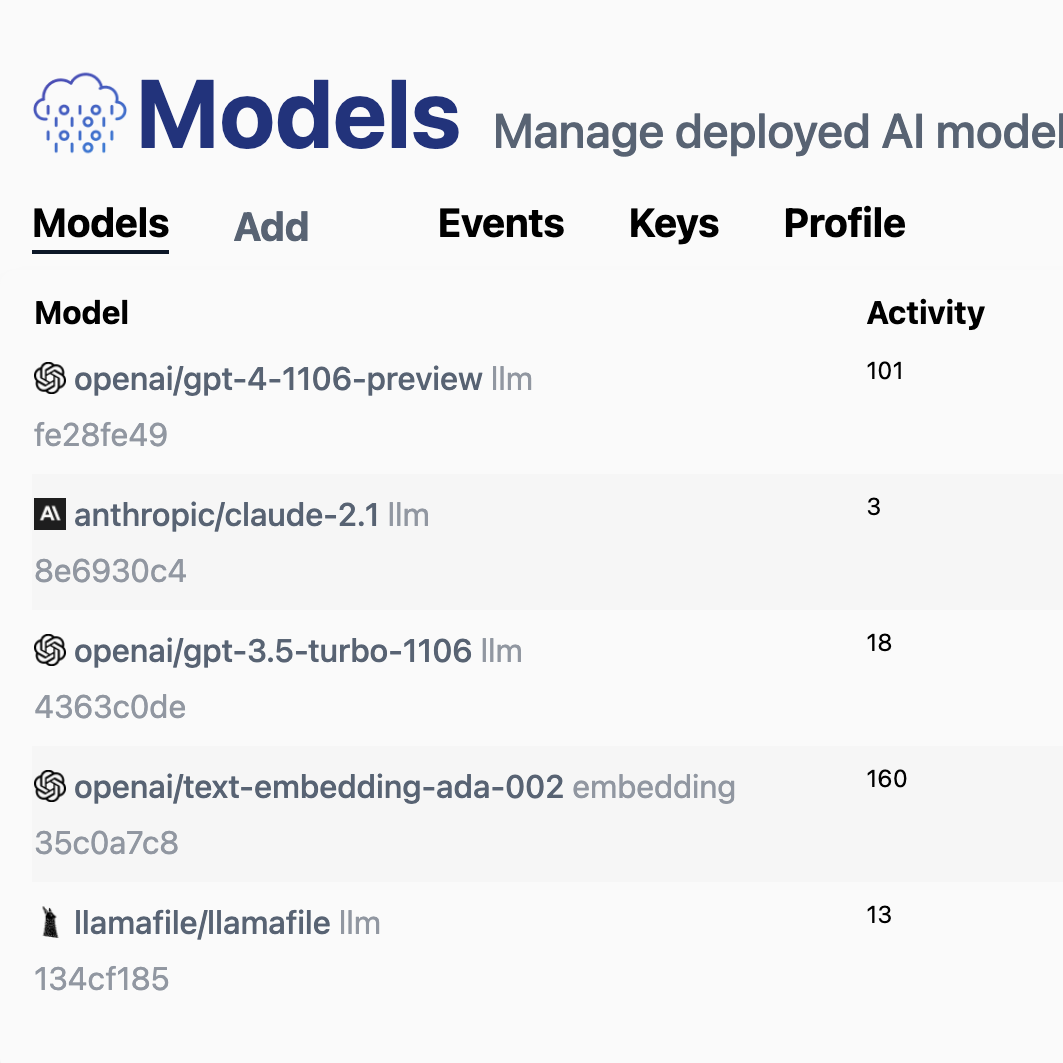 Models Manage deployed AI model
Models Add Events Keys Profile
Model Activity
openai/gpt-4-1106-preview llm 101
fe28fe49
anthropic/claude-2.1 llm 3
8e6930c4
openai/gpt-3.5-turbo-1106 llm 18
4363c0de
openai/text-embedding-ada-002 embedding 160
35c0a7c8
llamafile/llamafile llm 13
134cf185